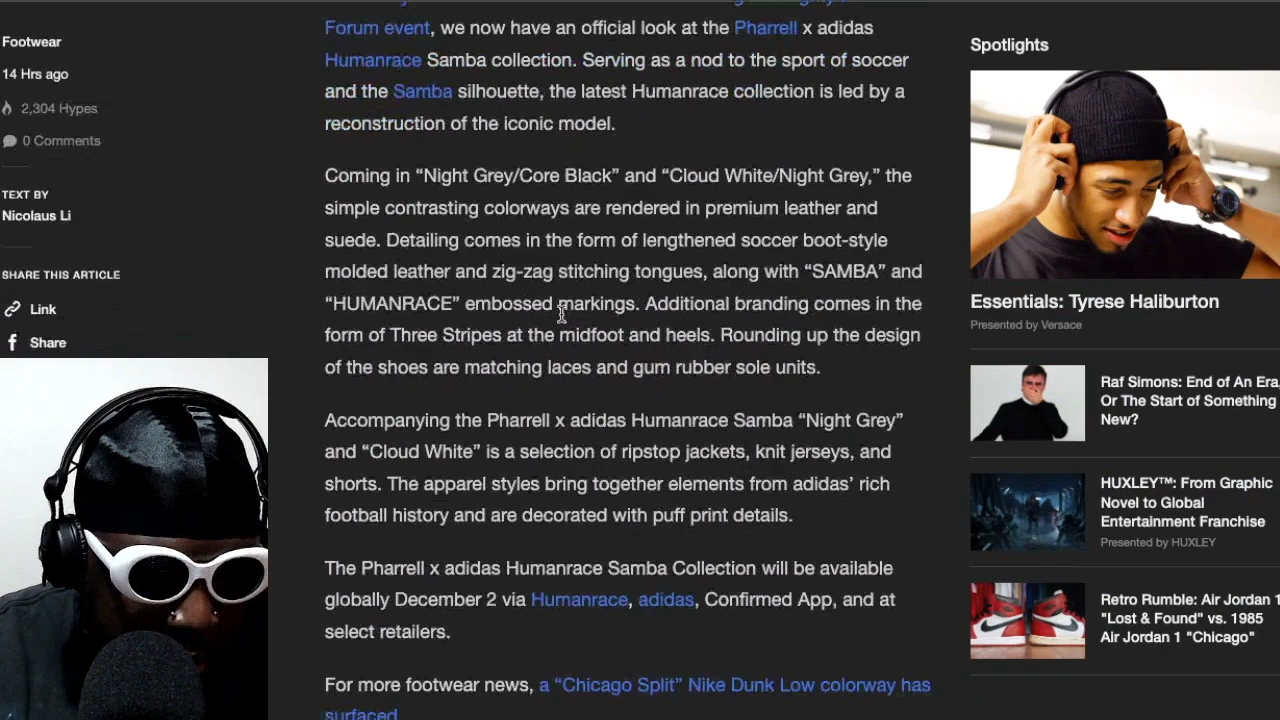 Footwear
14 Hrs ago
2,304 Hypes
0 Comments
TEXT BY
Nicolaus Li
SHARE THIS ARTICLE
Link
Share
Forum event, we now have an official look at the Pharrell x adidas
Humanrace Samba collection. Serving as a nod to the sport of soccer
and the Samba silhouette, the latest Humanrace collection is led by a
reconstruction of the iconic model.
Coming in “Night Grey/Core Black” and “Cloud White/Night Grey,” the
simple contrasting colorways are rendered in premium leather and
suede. Detailing comes in the form of lengthened soccer boot-style
molded leather and zig-zag stitching tongues, along with “SAMBA” and
“HUMANRACE” embossed markings. Additional branding comes in the
form of Three Stripes at the midfoot and heels. Rounding up the design
of the shoes are matching laces and gum rubber sole units.
Accompanying the Pharrell x adidas Humanrace Samba “Night Grey”
and “Cloud White” is a selection of ripstop jackets, knit jerseys, and
shorts. The apparel styles bring together elements from adidas’ rich
football history and are decorated with puff print details.
The Pharrell x adidas Humanrace Samba Collection will be available
globally December 2 via Humanrace, adidas, Confirmed App, and at
select retailers.
For more footwear news, a “Chicago Split” Nike Dunk Low colorway has
surfaced
Spotlights
Essentials: Tyrese Haliburton
Presented by Versace
Raf Simons: End of An Era,
Or The Start of Something
New?
HUXLEY™: From Graphic
Novel to Global
Entertainment Franchise
Presented by HUXLEY
Retro Rumble: Air Jordan 1
"Lost & Found" vs. 1985
Air Jordan 1 "Chicago"